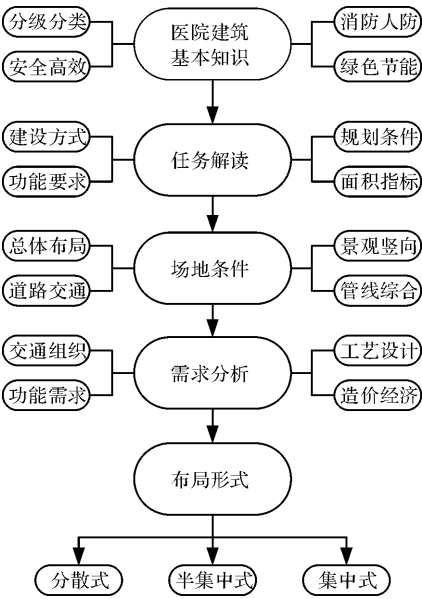 分级分类
医院建筑
基本知识
消防人防
安全高效
绿色节能
建设方式
任务解读
规划条件
功能要求
面积指标
总体布局
场地条件
景观竖向
道路交通
管线综合
交通组织
需求分析
工艺设计
功能需求
造价经济
布局形式
分散式
半集中式
集中式